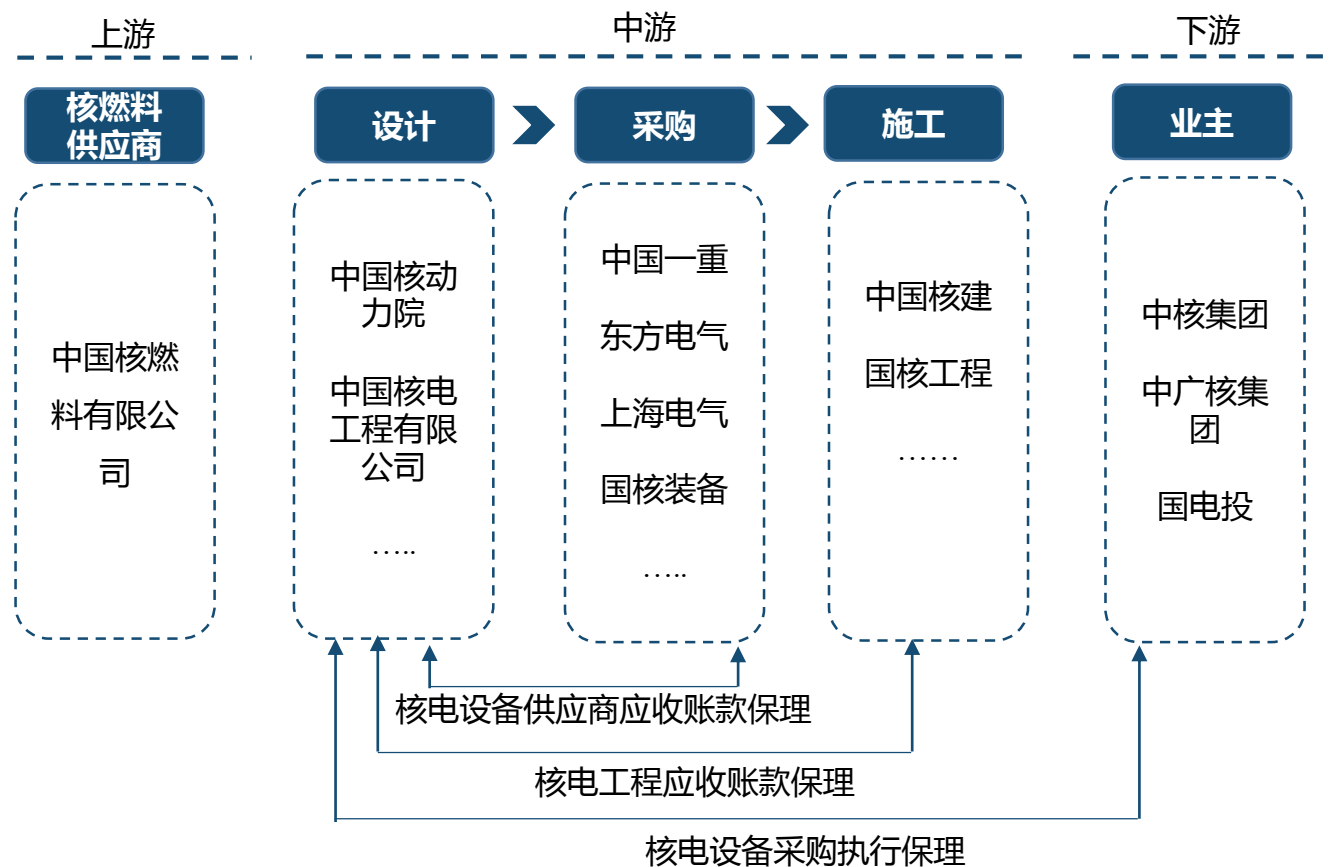 上游
中游
下游
核燃料
供应商
设计
采购
施工
业主
中国核燃
料有限公
司
中国核动
力院
中国核电
工程有限
公司
…..
中国一重
东方电气
上海电气
国核装备
…..
中国核建
国核工程
……
中核集团
中广核集
团
国电投
核电设备供应商应收账款保理
核电工程应收账款保理
核电设备采购执行保理